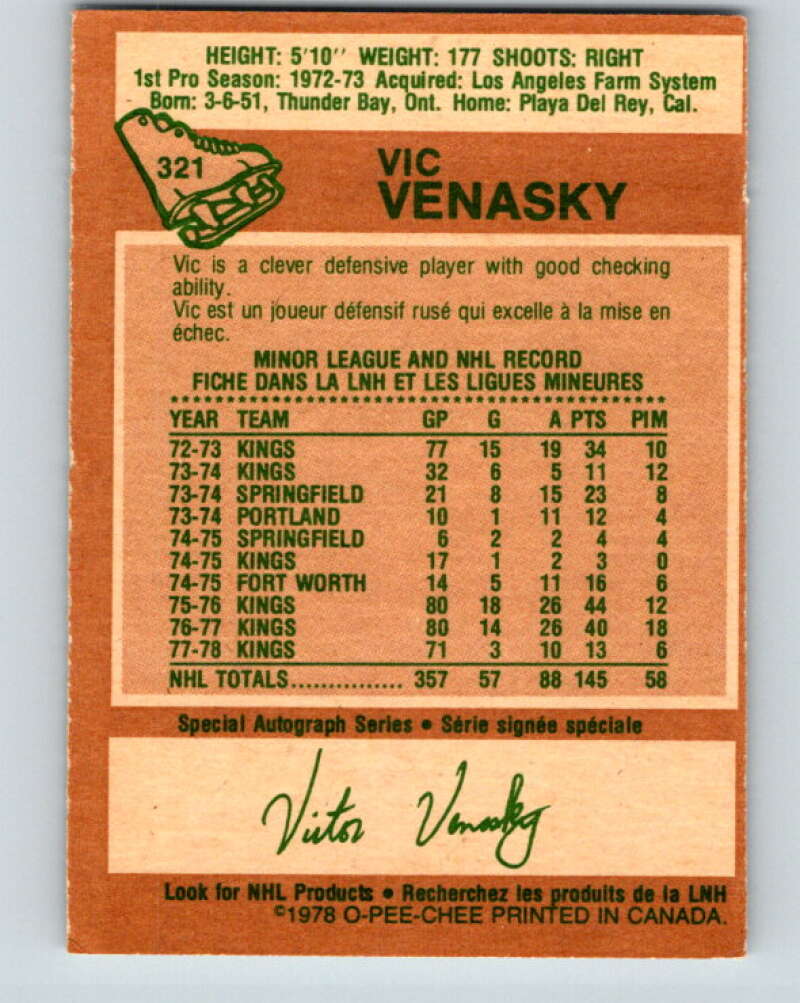 HEIGHT: 5'10'' WEIGHT: 177 SHOOTS: RIGHT
1st Pro Season: 1972-73 Acquired: Los Angeles Farm System
Born: 3-6-51, Thunder Bay, Ont. Home: Playa Del Rey, Cal.
321
VIC
VENASKY
Vic is a clever defensive player with good checking
ability.
Vic est un joueur défensif rusé qui excelle à la mise en
échec.
MINOR LEAGUE AND NHL RECORD
FICHE DANS LA LNH ET LES LIGUES MINEURES
YEAR TEAM GP G A PTS PIM
72-73 KINGS 77 15 19 34 10
73-74 KINGS 32 6 5 11 12
73-74 SPRINGFIELD 21 8 15 23 8
73-74 PORTLAND 10 1 11 12 4
74-75 SPRINGFIELD 6 2 2 4 4
74-75 KINGS 17 1 2 3 0
74-75 FORT WORTH 14 5 11 16 6
75-76 KINGS 80 18 26 44 12
76-77 KINGS 80 14 26 40 18
77-78 KINGS 71 3 10 13 6
NHL TOTALS............... 357 57 88 145 58
Special Autograph Series • Série signée spéciale
Victor Venasky
Look for NHL Products • Recherchez les produits de la LNH
©1978 O-PEE-CHEE PRINTED IN CANADA.